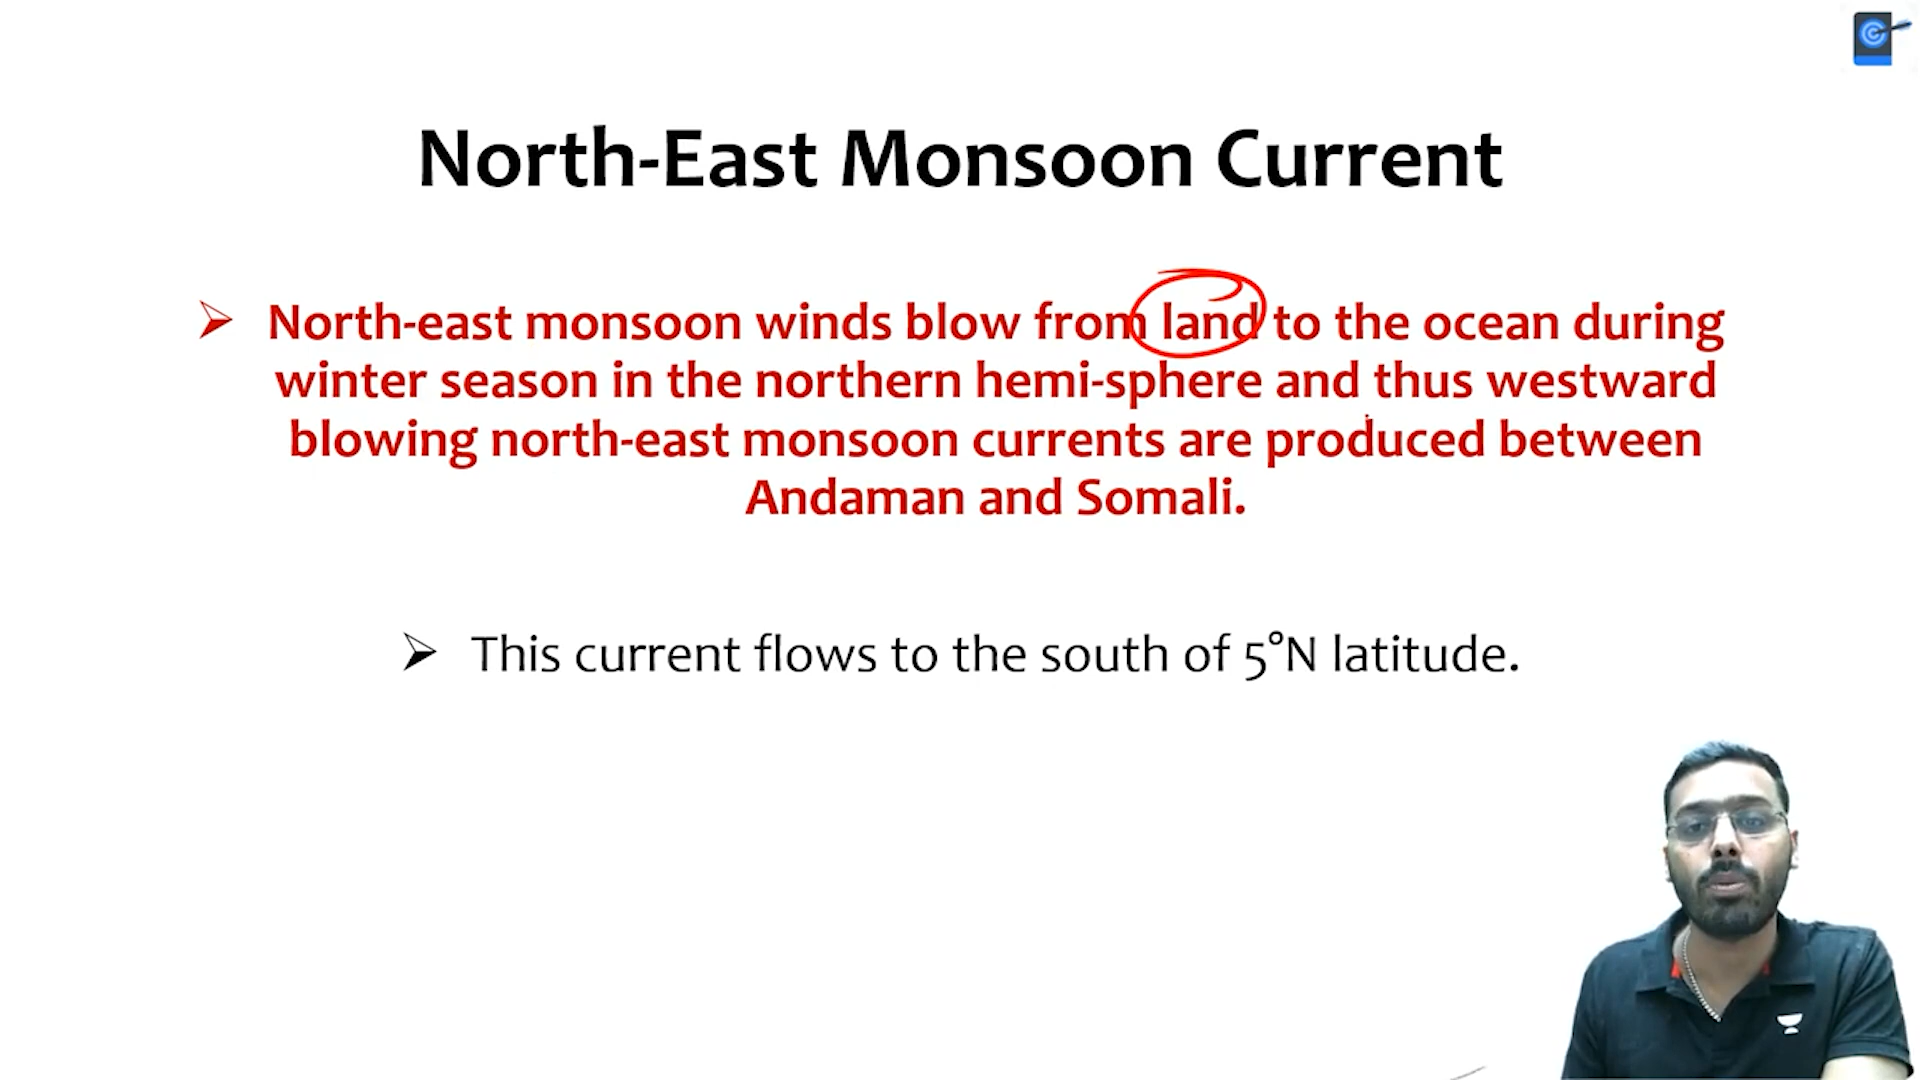 North-East Monsoon Current
➢ North-east monsoon winds blow from land to the ocean during
winter season in the northern hemi-sphere and thus westward
blowing north-east monsoon currents are produced between
Andaman and Somali.
➢ This current flows to the south of 5°N latitude.